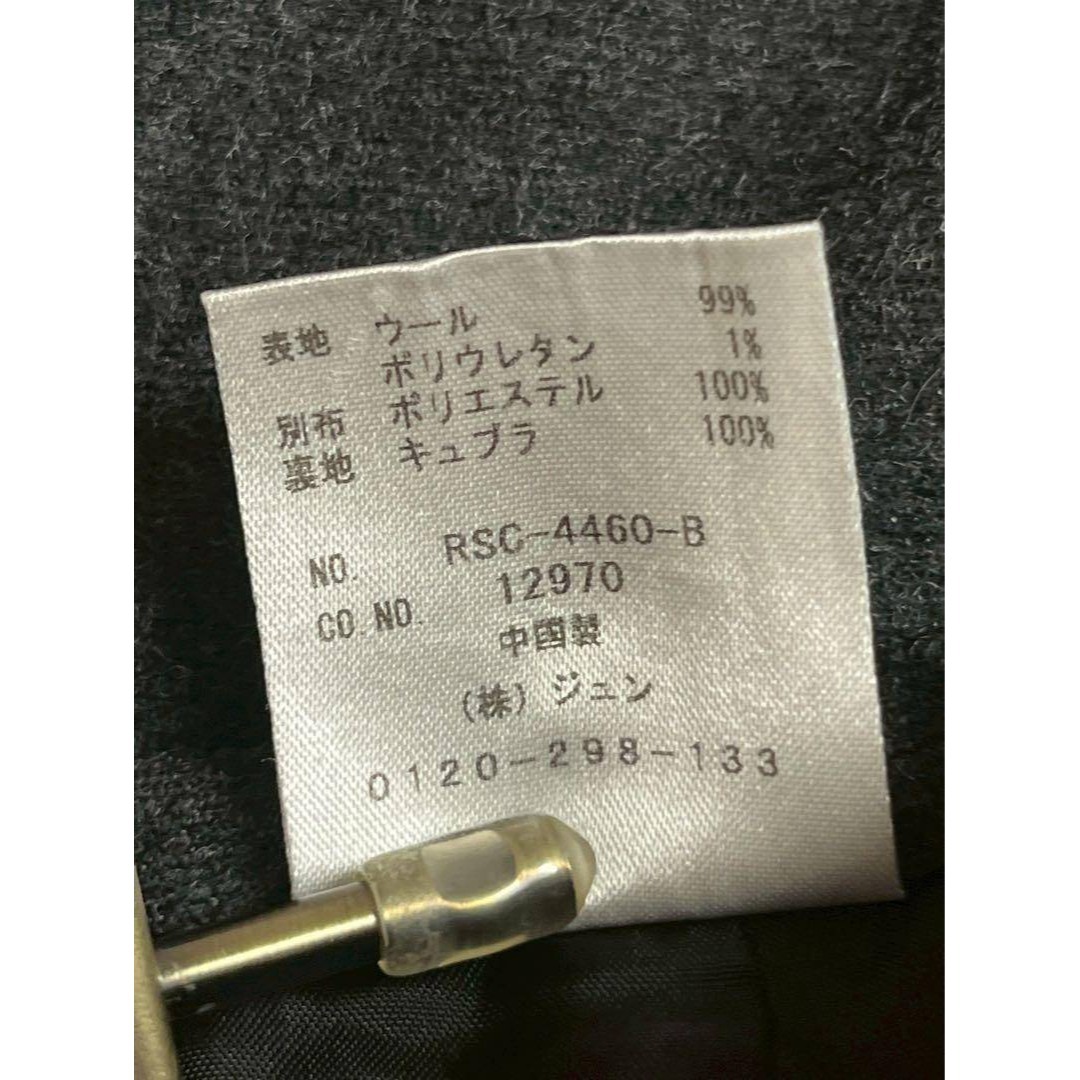 表地 ウール 99%
ポリウレタン 1%
別布 ポリエステル 100%
裏地 キュプラ 100%
NO. RSC-4460-B
CO.NO. 12970
中国製
(株) ジュン
0120-298-133